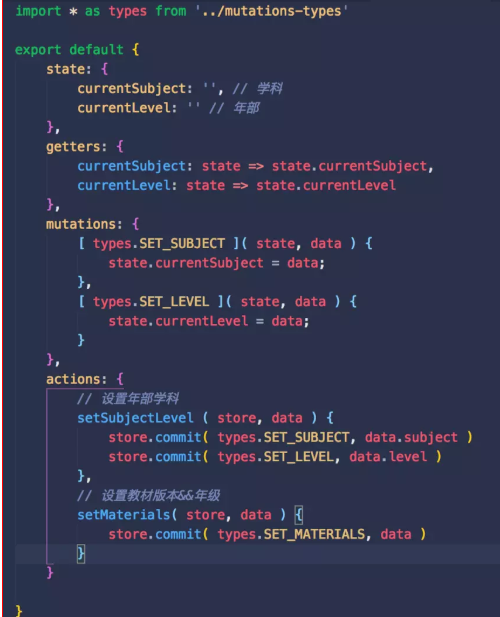 import * as types from '../mutations-types'
export default {
state: {
currentSubject: '', // 学科
currentLevel: '' // 年部
},
getters: {
currentSubject: state => state.currentSubject,
currentLevel: state => state.currentLevel
},
mutations: {
[ types.SET_SUBJECT ]( state, data ) {
state.currentSubject = data;
},
[ types.SET_LEVEL ]( state, data ) {
state.currentLevel = data;
}
},
actions: {
// 设置年部学科
setSubjectLevel ( store, data ) {
store.commit( types.SET_SUBJECT, data.subject )
store.commit( types.SET_LEVEL, data.level )
},
// 设置教材版本&&年级
setMaterials( store, data ) {
store.commit( types.SET_MATERIALS, data )
}
}
}